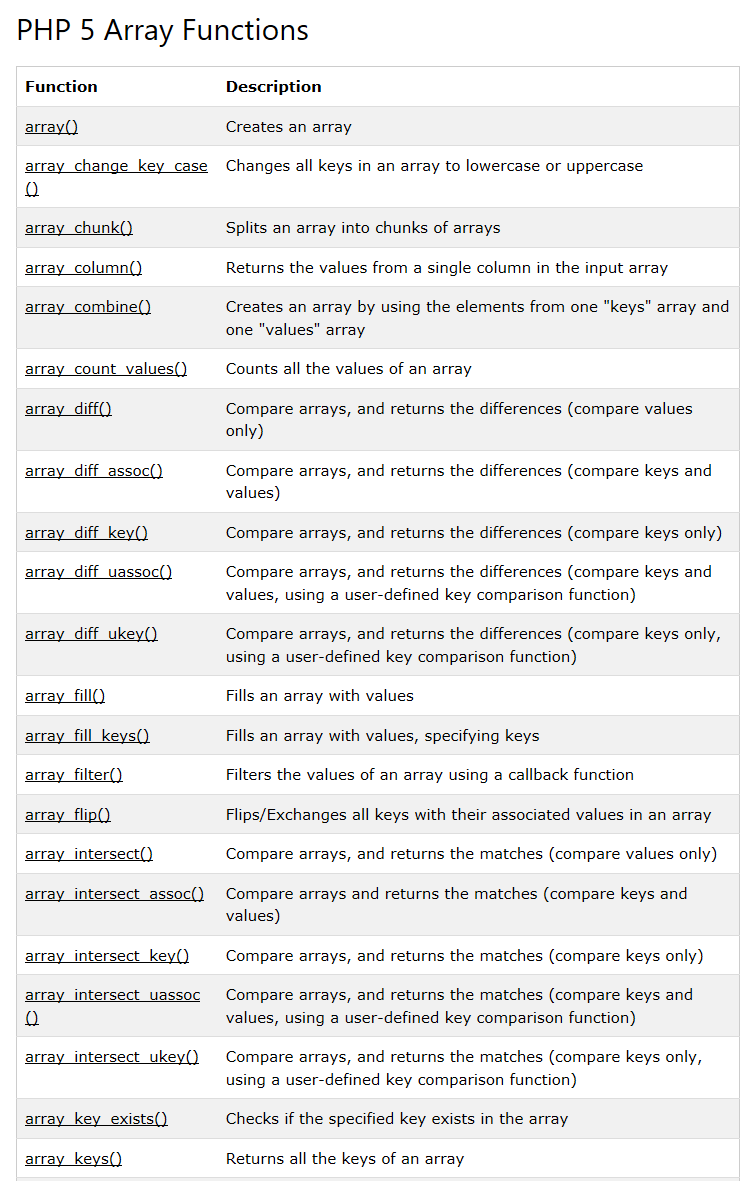 PHP 5 Array Functions
Function Description
array() Creates an array
array_change_key_case Changes all keys in an array to lowercase or uppercase
()
array_chunk() Splits an array into chunks of arrays
array_column() Returns the values from a single column in the input array
array_combine() Creates an array by using the elements from one "keys" array and
one "values" array
array_count_values() Counts all the values of an array
array_diff() Compare arrays, and returns the differences (compare values
only)
array_diff_assoc() Compare arrays, and returns the differences (compare keys and
values)
array_diff_key() Compare arrays, and returns the differences (compare keys only)
array_diff_uassoc() Compare arrays, and returns the differences (compare keys and
values, using a user-defined key comparison function)
array_diff_ukey() Compare arrays, and returns the differences (compare keys only,
using a user-defined key comparison function)
array_fill() Fills an array with values
array_fill_keys() Fills an array with values, specifying keys
array_filter() Filters the values of an array using a callback function
array_flip() Flips/Exchanges all keys with their associated values in an array
array_intersect() Compare arrays, and returns the matches (compare values only)
array_intersect_assoc() Compare arrays and returns the matches (compare keys and
values)
array_intersect_key() Compare arrays, and returns the matches (compare keys only)
array_intersect_uassoc Compare arrays, and returns the matches (compare keys and
() values, using a user-defined key comparison function)
array_intersect_ukey() Compare arrays, and returns the matches (compare keys only,
using a user-defined key comparison function)
array_key_exists() Checks if the specified key exists in the array
array_keys() Returns all the keys of an array